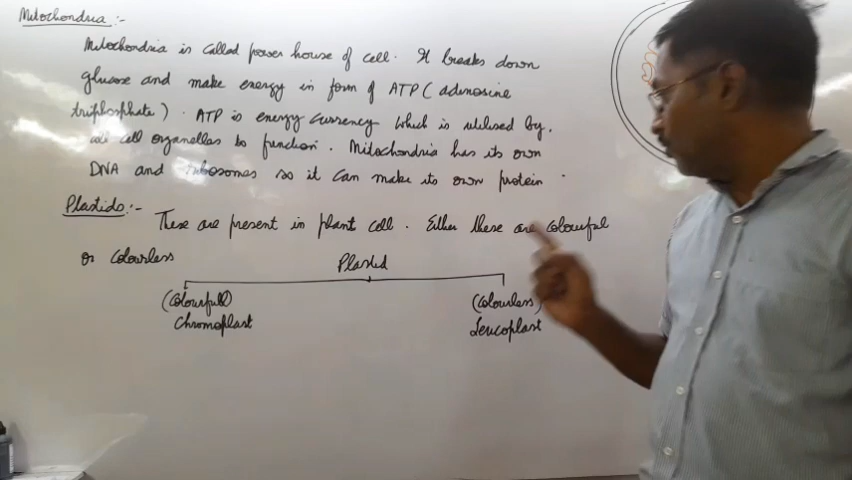 Mitochondria :-
Mitochondria is called power house of cell. It breaks down
glucose and make energy in form of ATP (adenosine
triphosphate). ATP is energy currency which is utilised by
cell organelles to function. Mitochondria has its own
DNA and ribosomes so it can make its own protein.
Plastids :-
These are present in plant cell. Either these are colourful
or colourless
Plastid
(Colourful) (Colourless)
Chromoplast Leucoplast